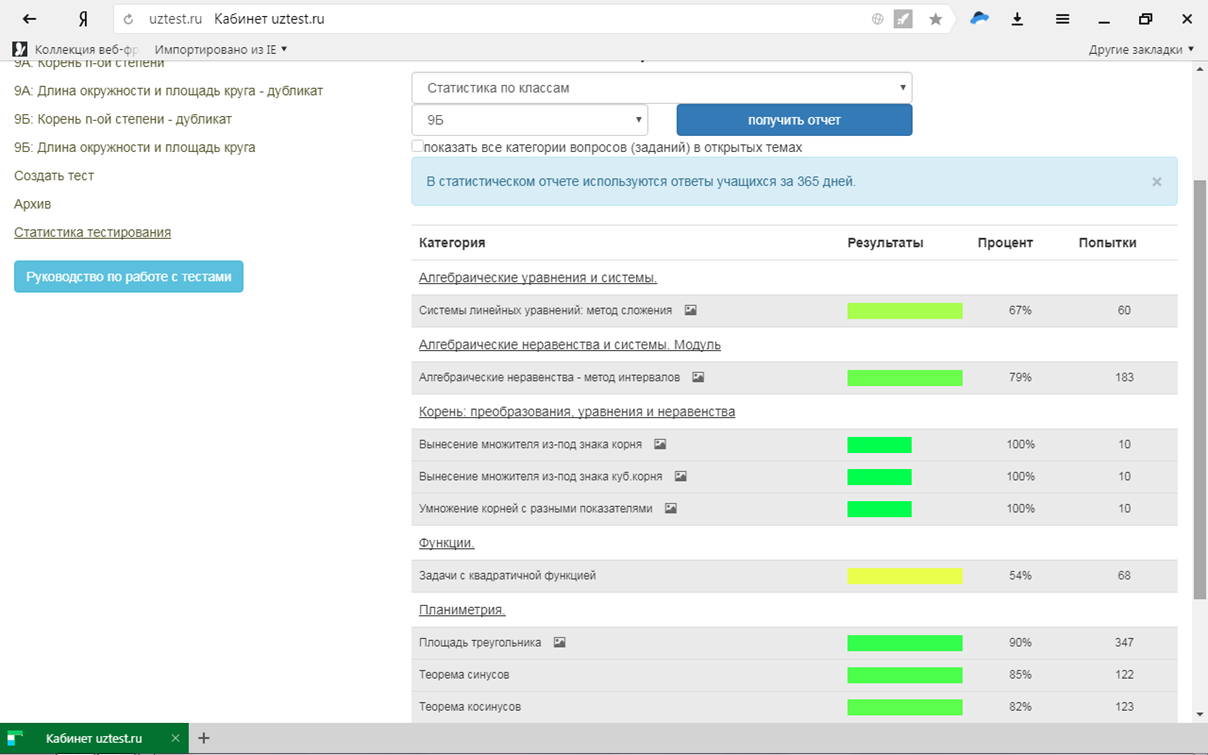 uztest.ru Кабинет uztest.ru
Коллекция веб-фр
Импортировано из IE
Другие закладки
9А: Корень n-ой степени
9А: Длина окружности и площадь круга - дубликат
9Б: Корень n-ой степени - дубликат
9Б: Длина окружности и площадь круга
Создать тест
Архив
Статистика тестирования
Руководство по работе с тестами
Статистика по классам
9Б
получить отчет
показать все категории вопросов (заданий) в открытых темах
В статистическом отчете используются ответы учащихся за 365 дней.
×
Категория Результаты Процент Попытки
Алгебраические уравнения и системы.
Системы линейных уравнений: метод сложения 67% 60
Алгебраические неравенства и системы. Модуль
Алгебраические неравенства - метод интервалов 79% 183
Корень: преобразования, уравнения и неравенства
Вынесение множителя из-под знака корня 100% 10
Вынесение множителя из-под знака куб.корня 100% 10
Умножение корней с разными показателями 100% 10
Функции.
Задачи с квадратичной функцией 54% 68
Планиметрия.
Площадь треугольника 90% 347
Теорема синусов 85% 122
Теорема косинусов 82% 123
Кабинет uztest.ru